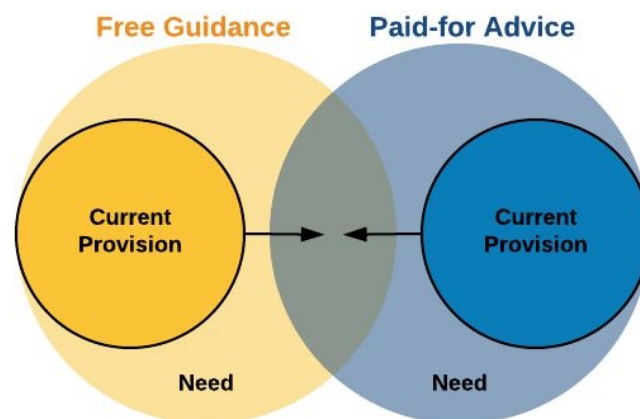 Free Guidance
Paid-for Advice
Current
Provision
Current
Provision
Need
Need